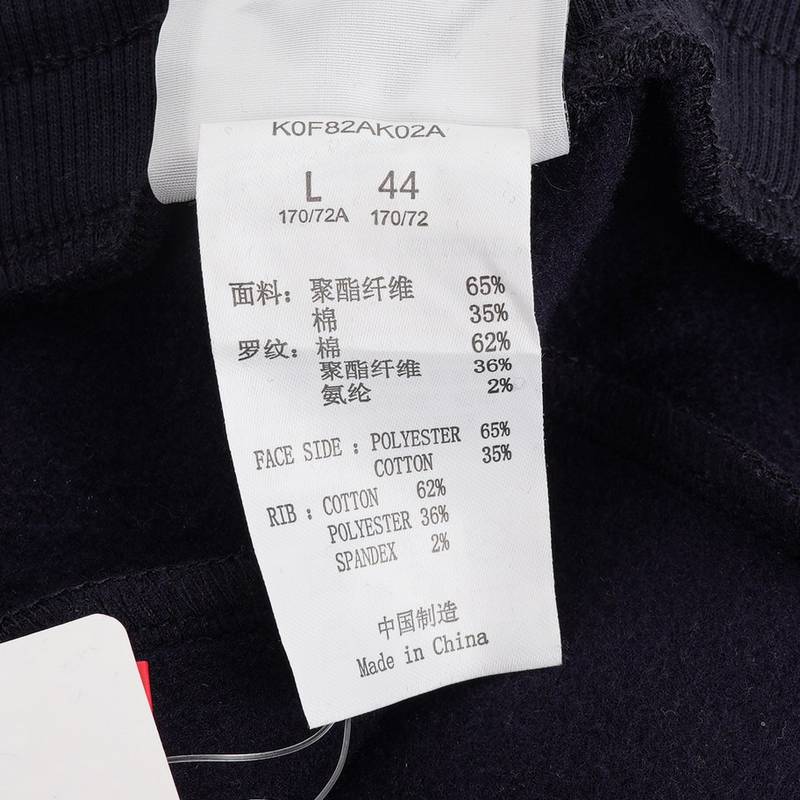 K0F82AK02A
L 44
170/72A 170/72
面料：聚酯纤维 65%
棉 35%
罗纹：棉 62%
聚酯纤维 36%
氨纶 2%
FACE SIDE : POLYESTER 65%
COTTON 35%
RIB : COTTON 62%
POLYESTER 36%
SPANDEX 2%
中国制造
Made in China